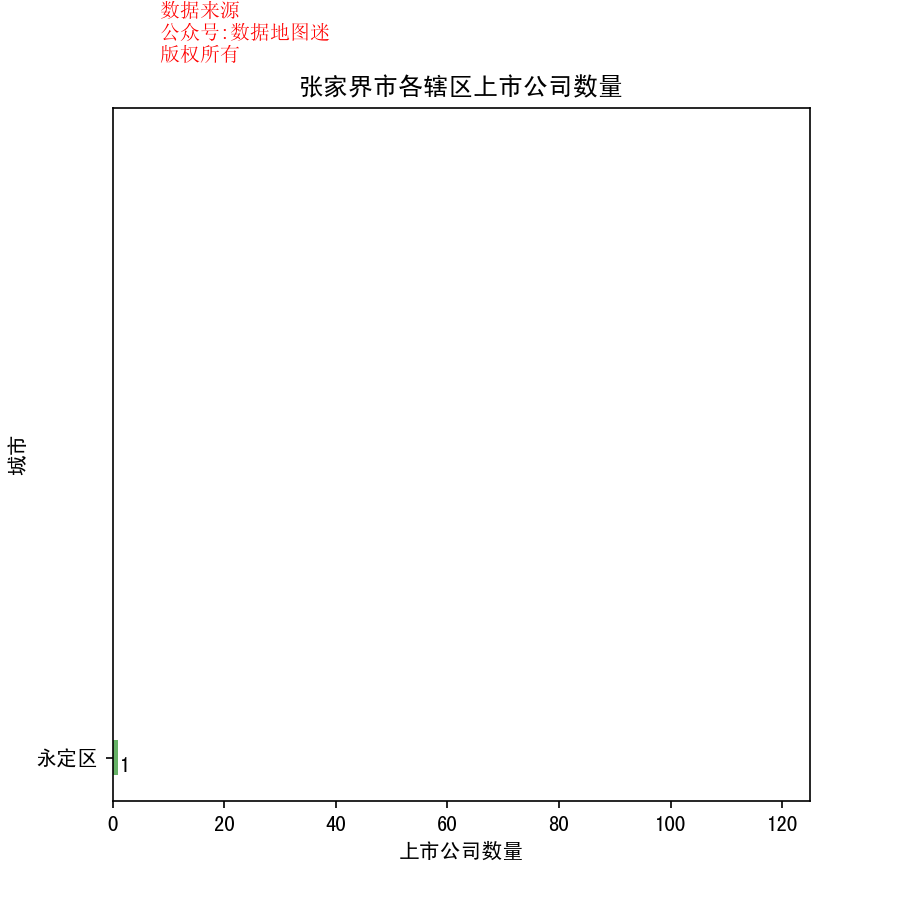 数据来源
公众号:数据地图迷
版权所有
张家界市各辖区上市公司数量
城市
永定区
1
0 20 40 60 80 100 120
上市公司数量